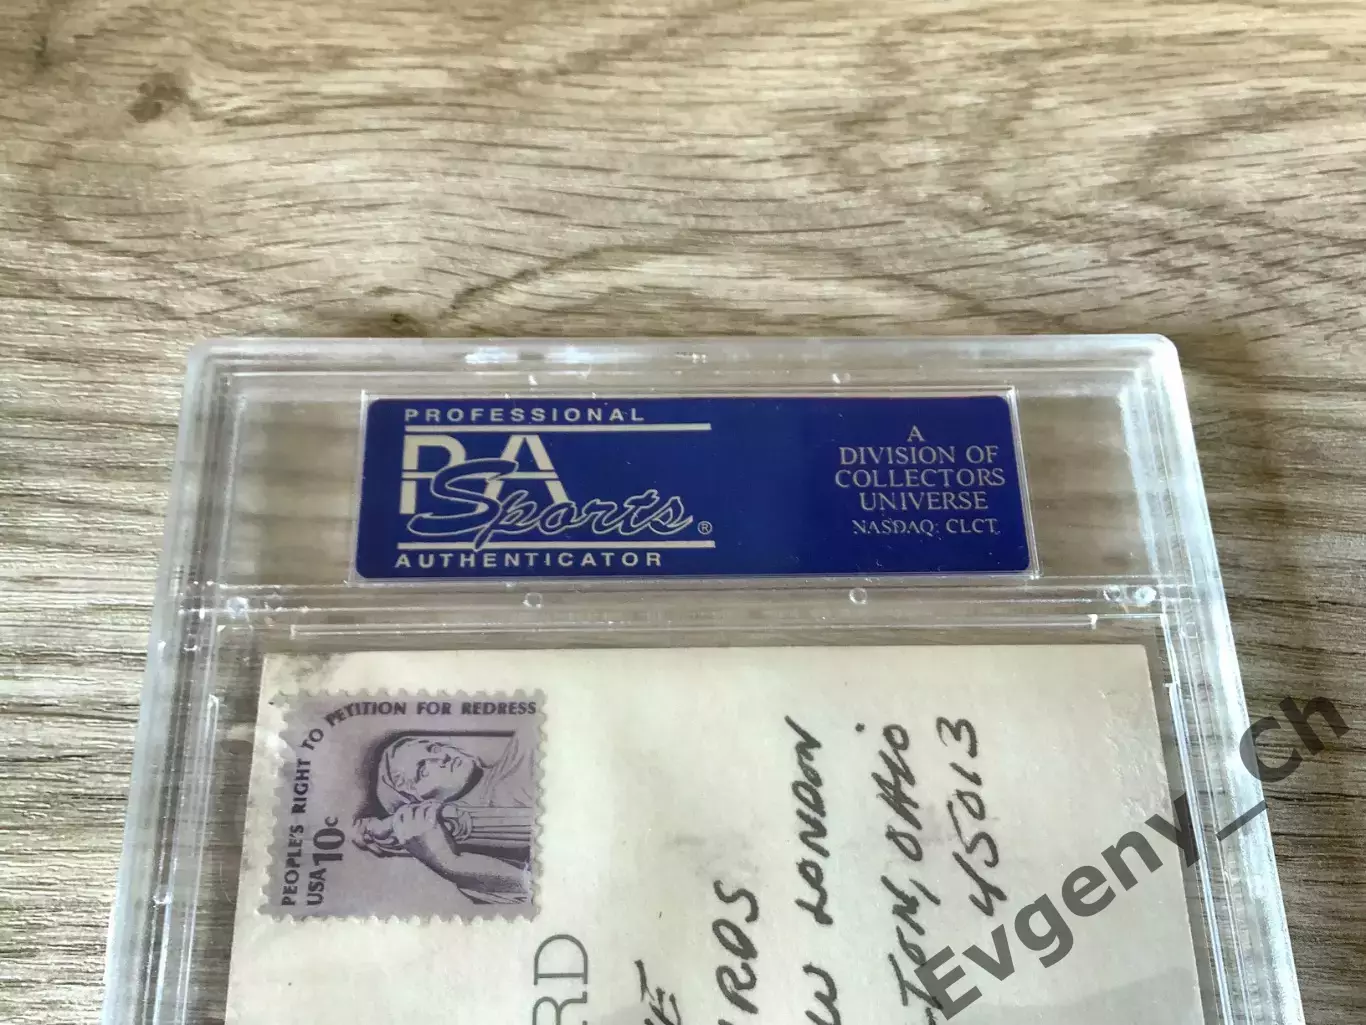 PROFESSIONAL
PSA
Sports®
AUTHENTICATOR
A
DIVISION OF
COLLECTORS
UNIVERSE
NASDAQ: CLCT
PEOPLE'S RIGHT TO PETITION FOR REDRESS
USA 10c
LONDON
OHIO.
45013
Evgeny_ch